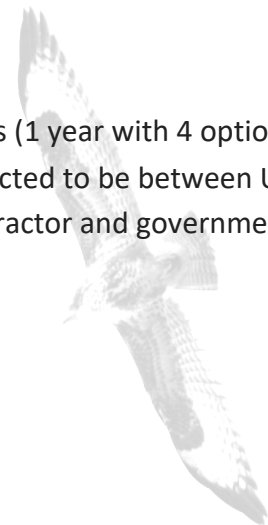 s (1 year with 4 optio
cted to be between U
ractor and governme